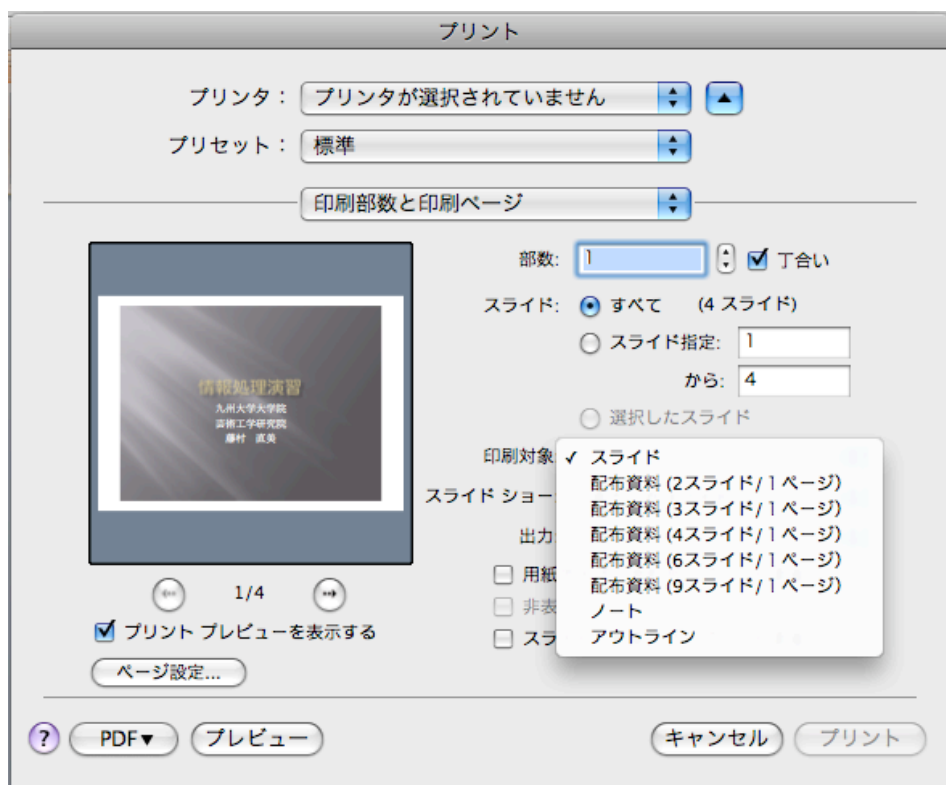 プリント
プリンタ： プリンタが選択されていません
プリセット： 標準
印刷部数と印刷ページ
部数: 1 丁合い
スライド: すべて (4 スライド)
スライド指定: 1
から: 4
選択したスライド
情報処理演習
九州大学大学院
芸術工学研究院
藤村 直美
印刷対象
✓ スライド
配布資料 (2スライド/1ページ)
配布資料 (3スライド/1ページ)
配布資料 (4スライド/1ページ)
配布資料 (6スライド/1ページ)
配布資料 (9スライド/1ページ)
ノート
アウトライン
スライド ショー
出力
用紙
非表
スラ
1/4
プリント プレビューを表示する
ページ設定...
? PDF▼ プレビュー キャンセル プリント